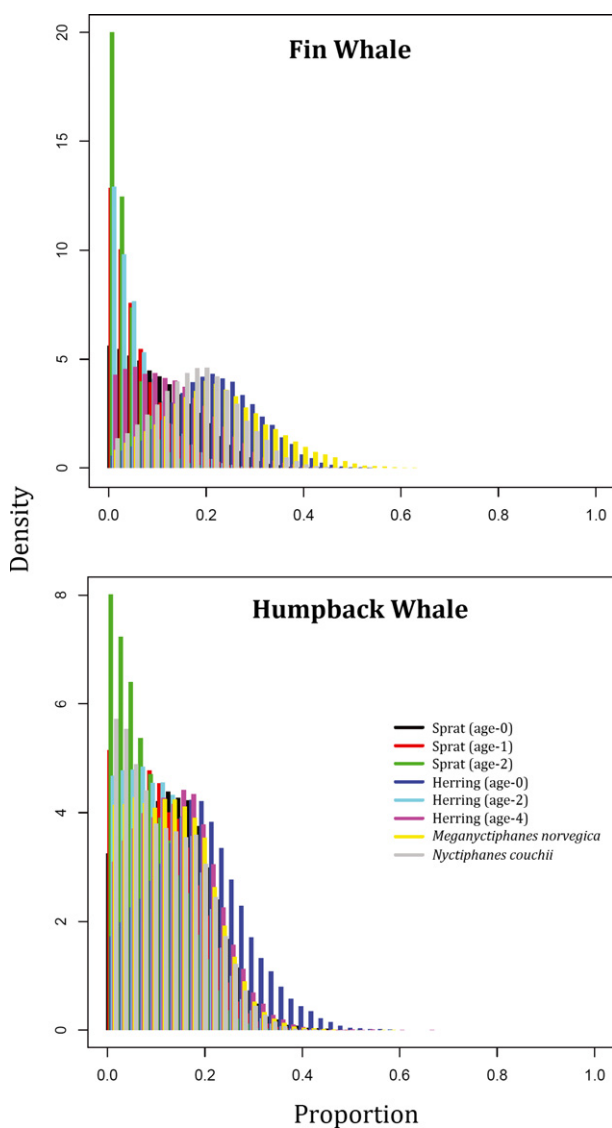 Fin Whale
20
15
10
5
0
0.0 0.2 0.4 0.6 0.8 1.0
Density
Humpback Whale
8
6
4
2
0
Sprat (age-0)
Sprat (age-1)
Sprat (age-2)
Herring (age-0)
Herring (age-2)
Herring (age-4)
Meganyctiphanes norvegica
Nyctiphanes couchii
0.0 0.2 0.4 0.6 0.8 1.0
Proportion